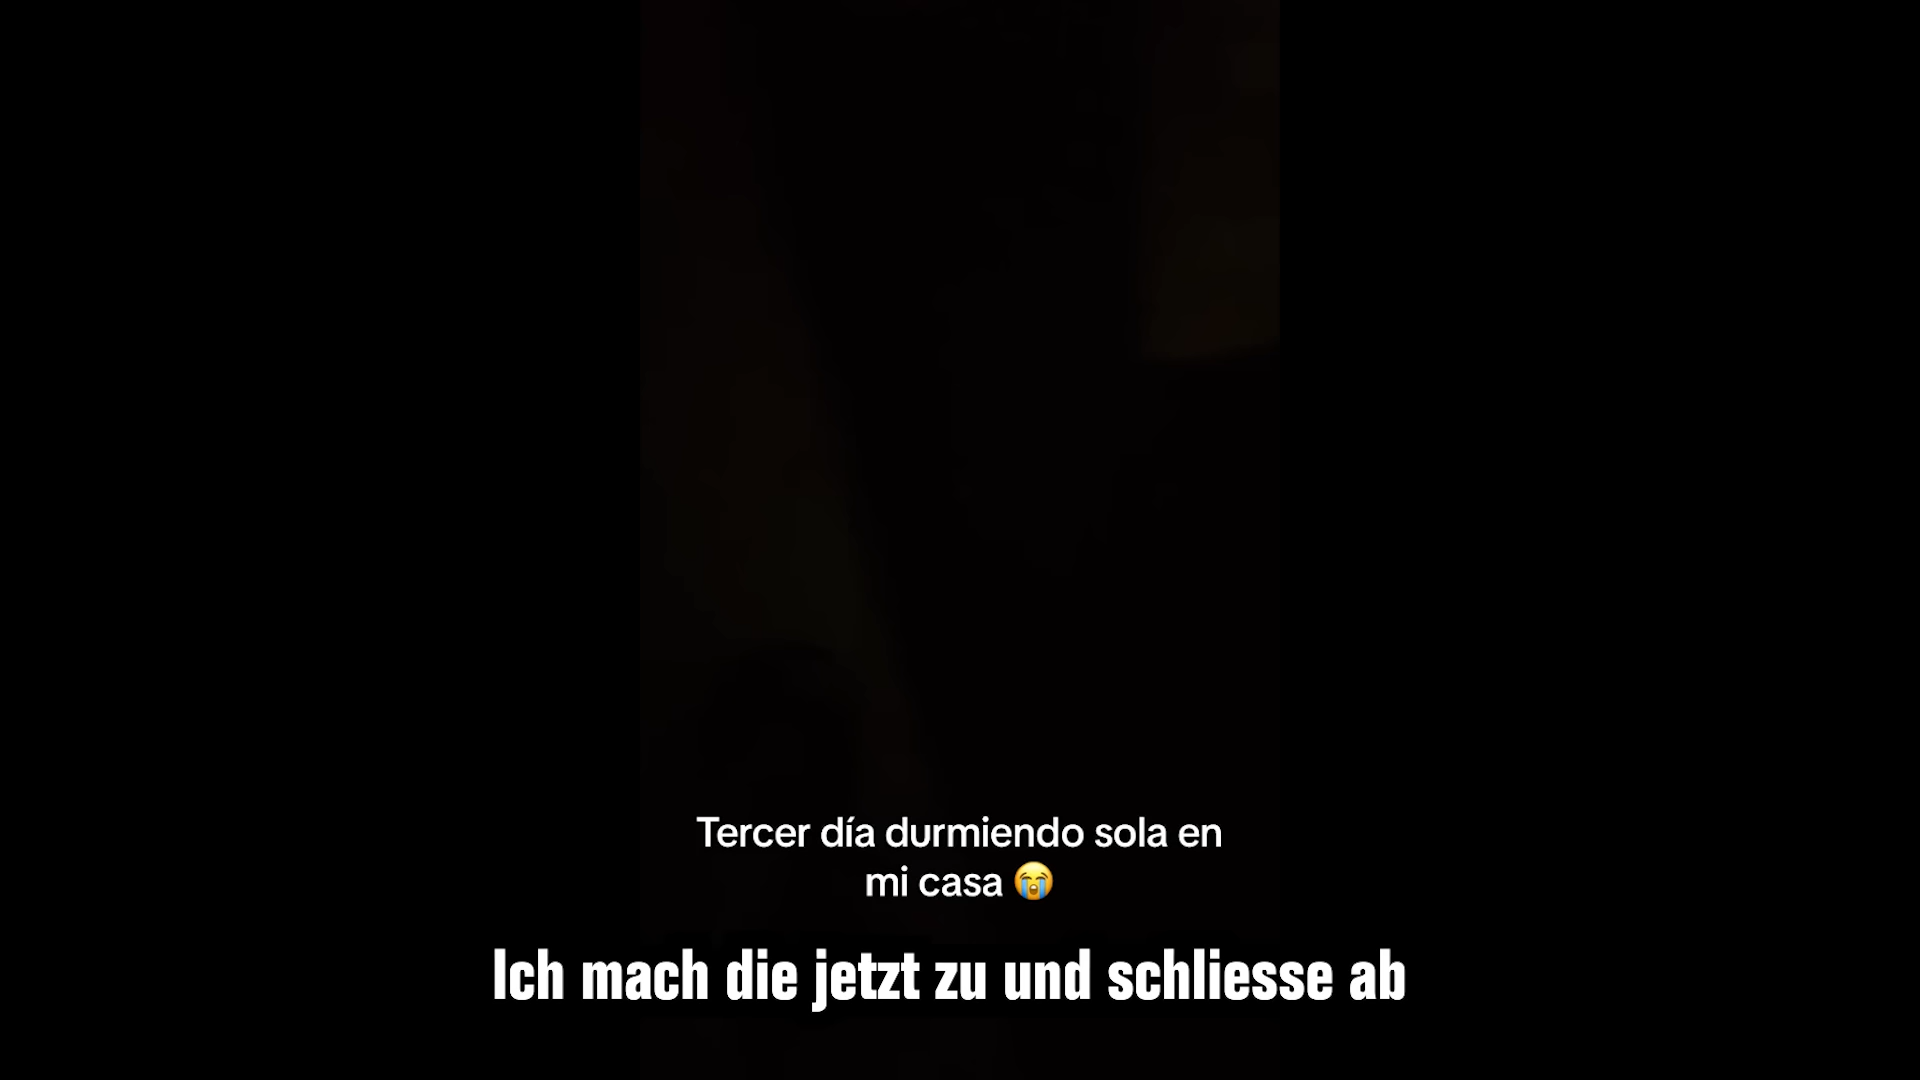 Tercer día durmiendo sola en
mi casa 😭
Ich mach die jetzt zu und schliesse ab